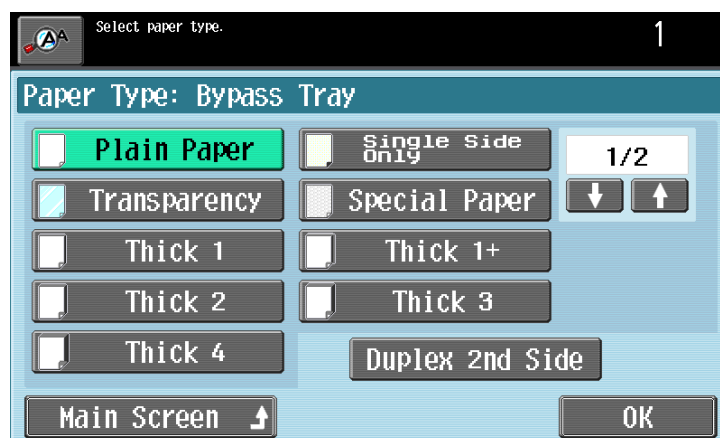 AA
Select paper type.
1
Paper Type: Bypass Tray
Plain Paper
Single Side
Only
1/2
Transparency
Special Paper
Thick 1
Thick 1+
Thick 2
Thick 3
Thick 4
Duplex 2nd Side
Main Screen
OK